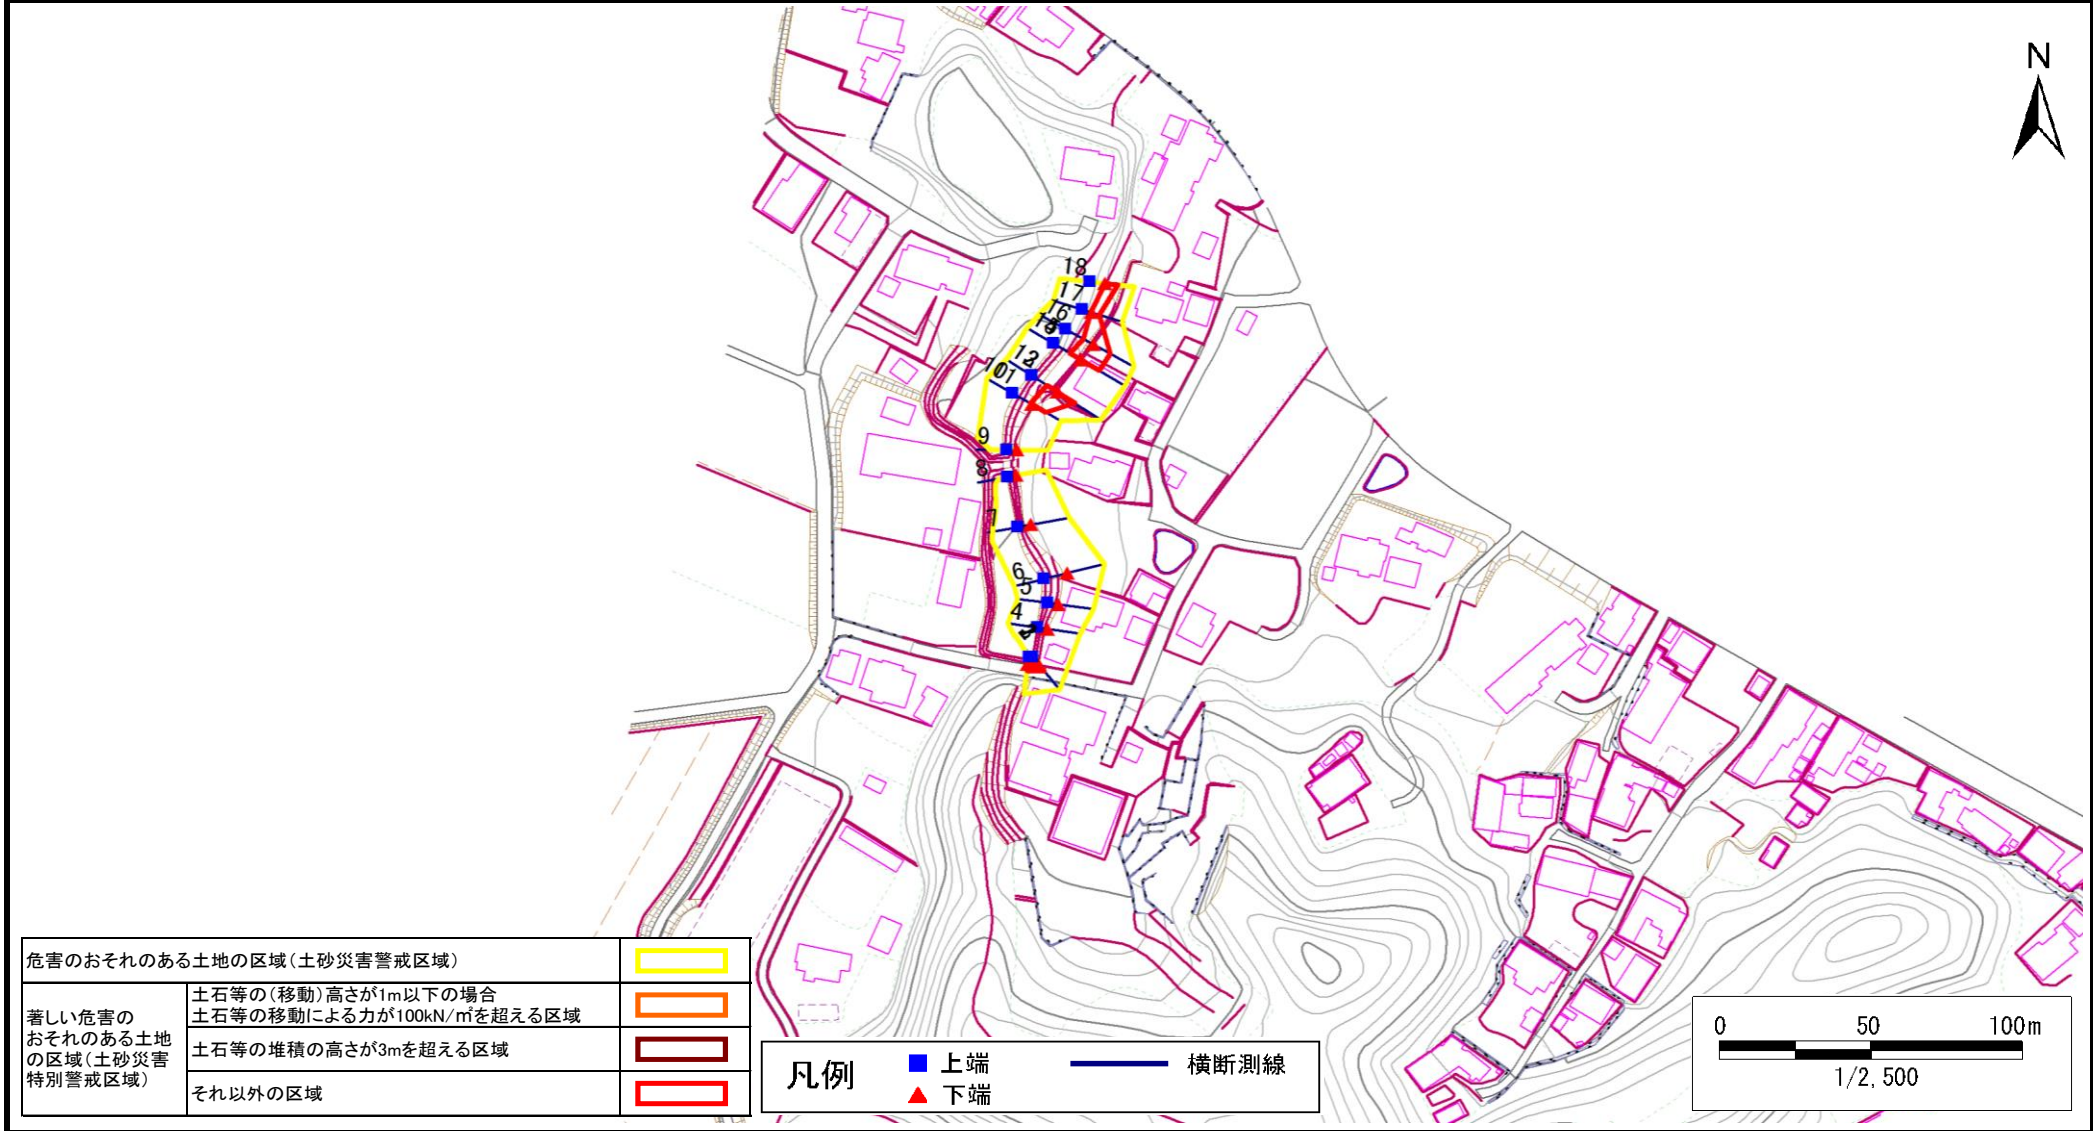 N
18
17
16
9
8
7
6
5
4
危害のおそれのある土地の区域(土砂災害警戒区域)
著しい危害の
おそれのある土地
の区域(土砂災害
特別警戒区域)
土石等の(移動)高さが1m以下の場合
土石等の移動による力が100kN/㎡を超える区域
土石等の堆積の高さが3mを超える区域
それ以外の区域
凡例
上端
下端
横断測線
0 50 100m
1/2,500